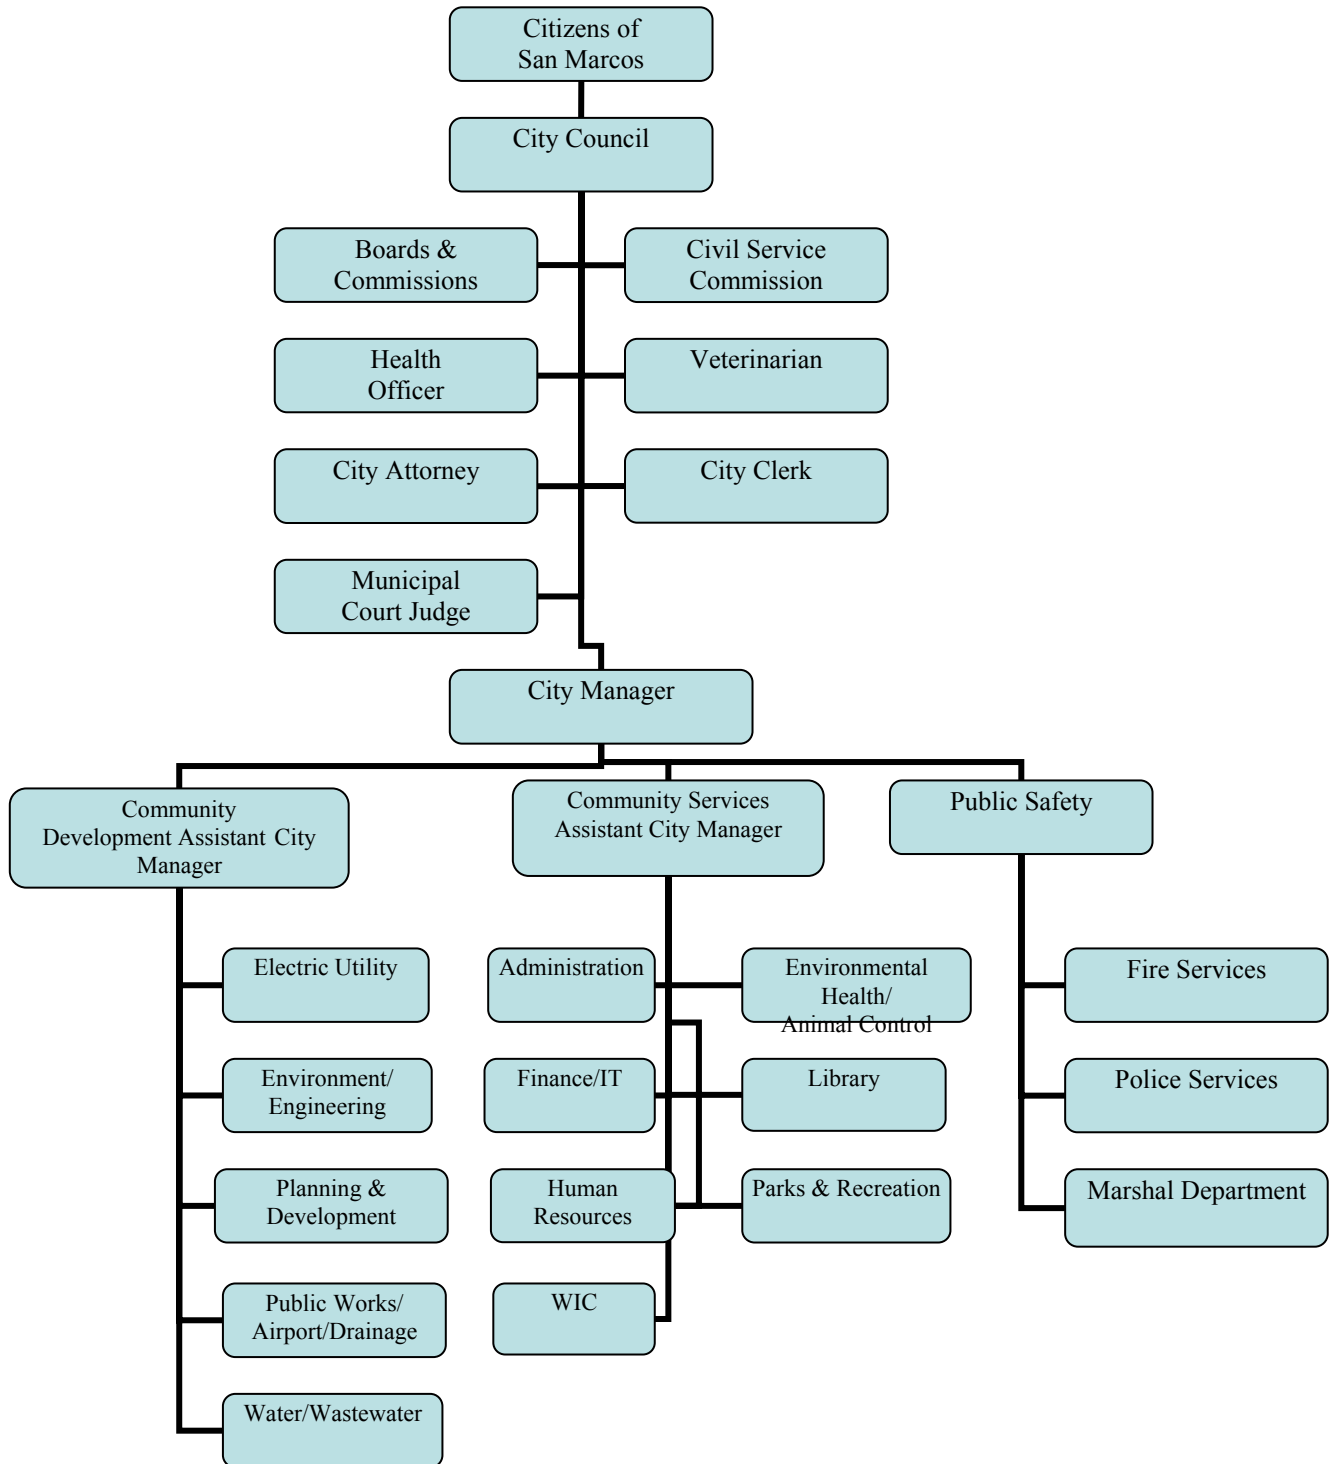 Citizens of
San Marcos
City Council
Boards &
Commissions
Civil Service
Commission
Health
Officer
Veterinarian
City Attorney
City Clerk
Municipal
Court Judge
City Manager
Community
Development Assistant City
Manager
Community Services
Assistant City Manager
Public Safety
Electric Utility
Administration
Environmental
Health/
Animal Control
Fire Services
Environment/
Engineering
Finance/IT
Library
Police Services
Planning &
Development
Human
Resources
Parks & Recreation
Marshal Department
Public Works/
Airport/Drainage
WIC
Water/Wastewater